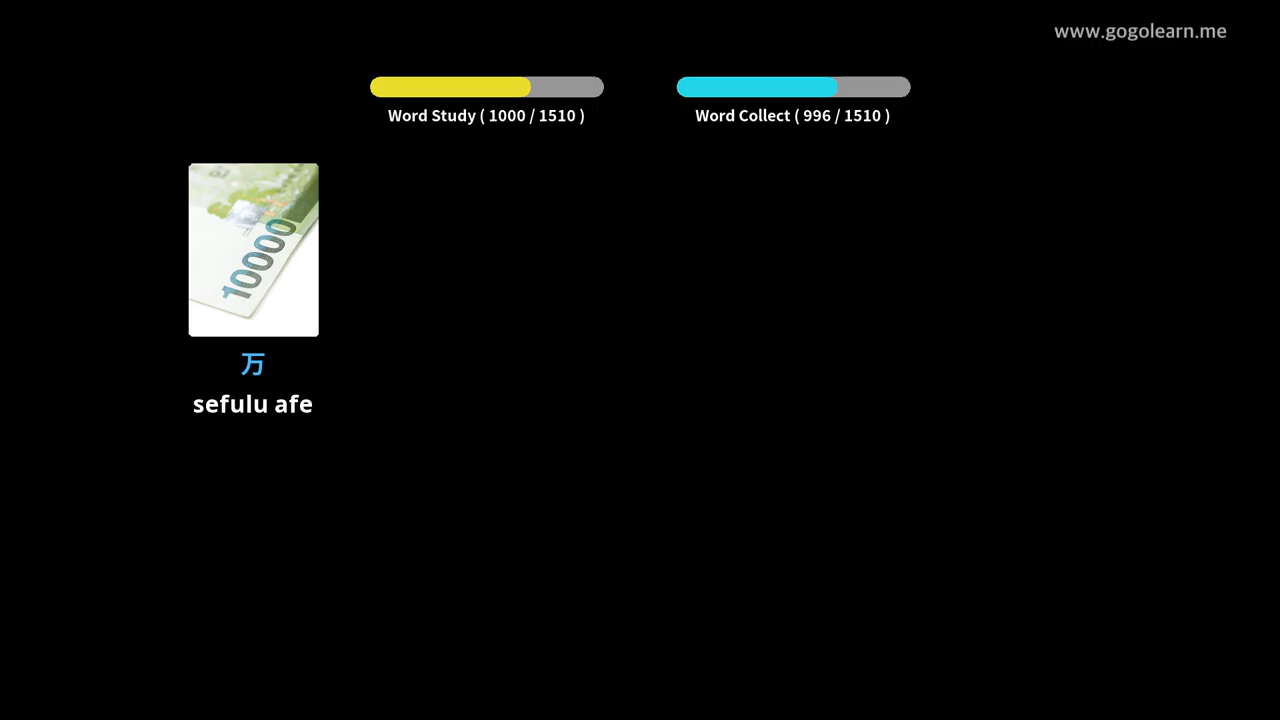 www.gogolearn.me
Word Study ( 1000 / 1510 )
Word Collect ( 996 / 1510 )
10000
万
sefulu afe